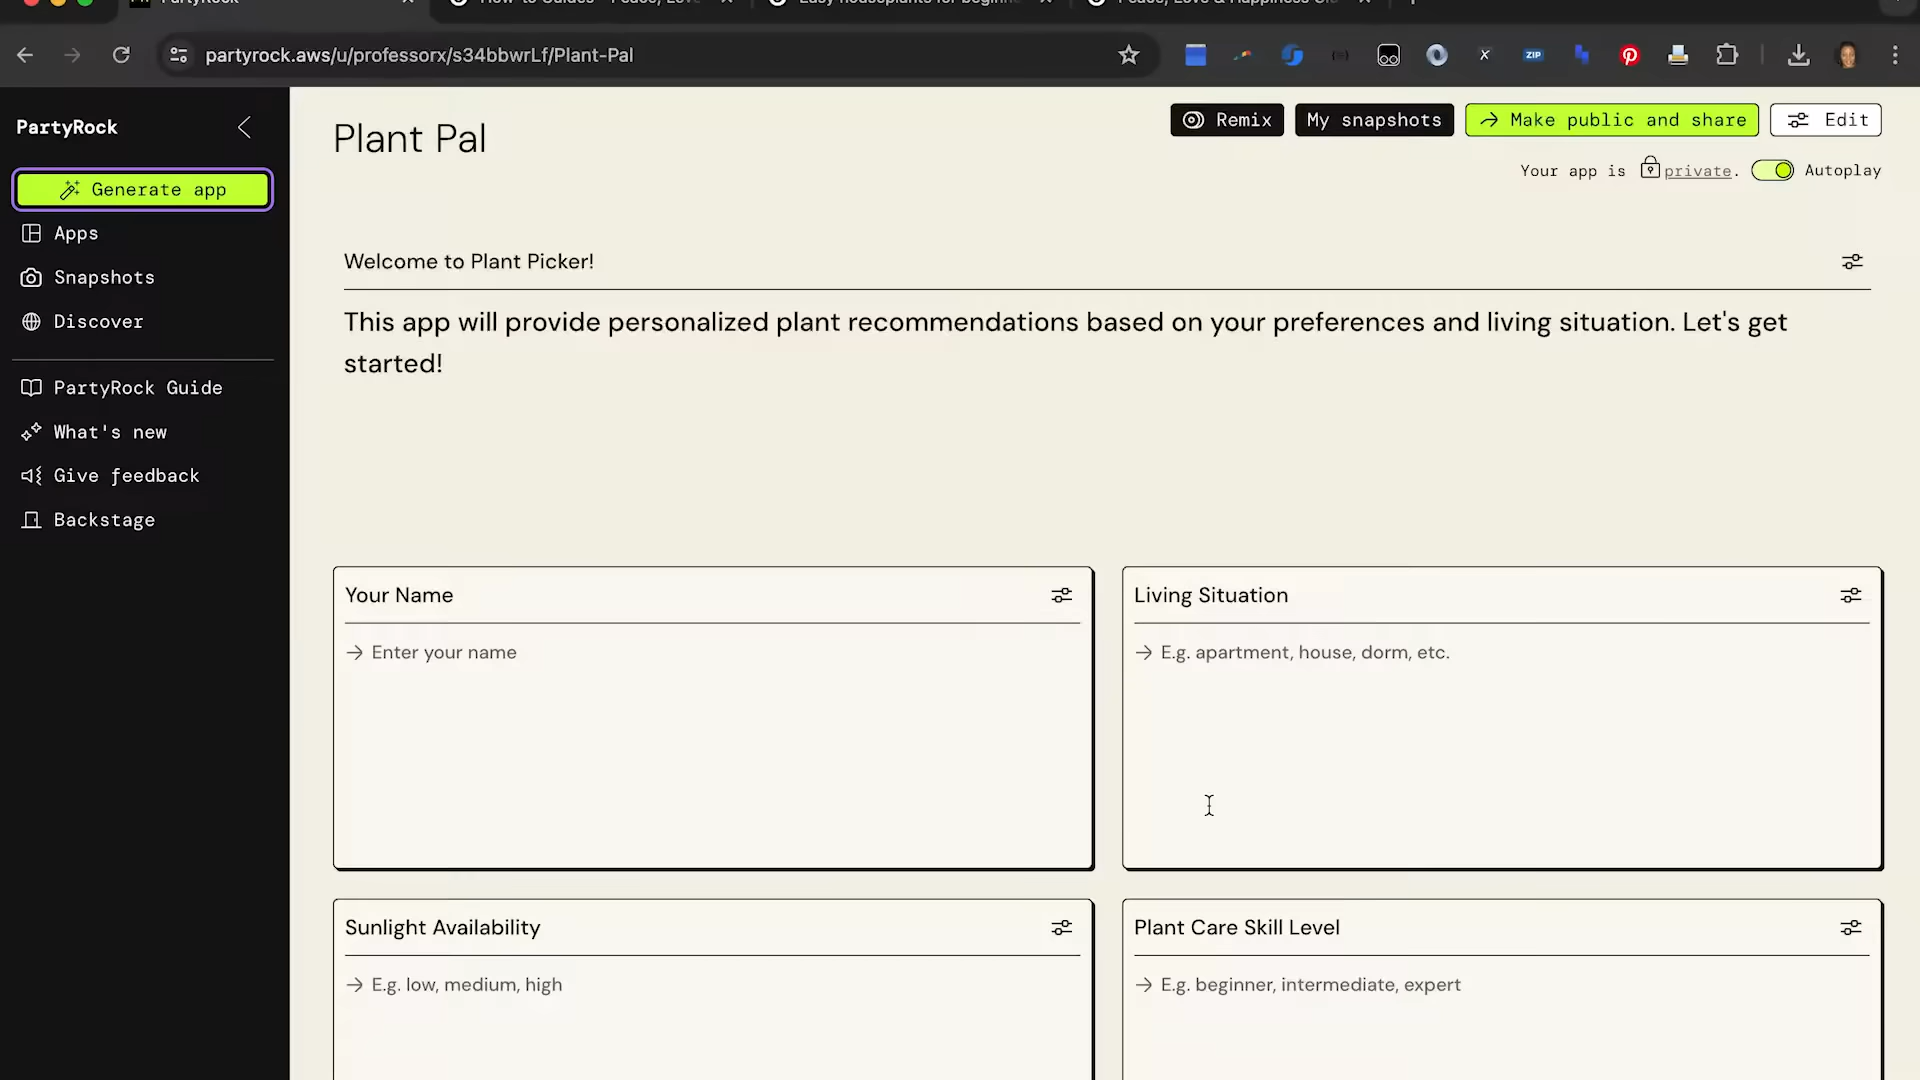 partyrock.aws/u/professorx/s34bbwrLf/Plant-Pal
ZIP
PartyRock
Generate app
Apps
Snapshots
Discover
PartyRock Guide
What's new
Give feedback
Backstage
Plant Pal
Remix
My snapshots
Make public and share
Edit
Your app is private.
Autoplay
Welcome to Plant Picker!
This app will provide personalized plant recommendations based on your preferences and living situation. Let's get
started!
Your Name
Enter your name
Living Situation
E.g. apartment, house, dorm, etc.
Sunlight Availability
E.g. low, medium, high
Plant Care Skill Level
E.g. beginner, intermediate, expert